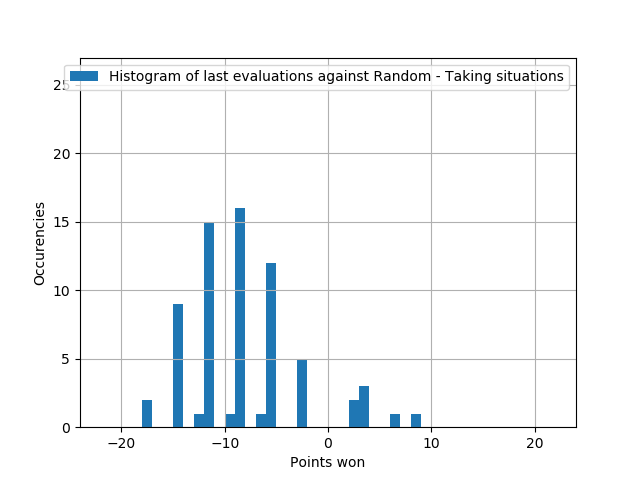 Histogram of last evaluations against Random - Taking situations
25
20
15
10
5
0
Occurencies
−20 −10 0 10 20
Points won